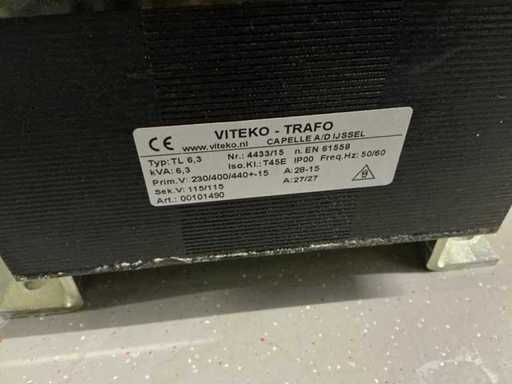 CE VITEKO - TRAFO
www.viteko.nl CAPELLE A/D IJSSEL
Typ: TL 6,3 Nr.: 4433/15 n. EN 61558
kVA: 6,3 Iso.Kl.: T45E IP00 Freq.Hz: 50/60
Prim.V: 230/400/440+-15 A: 28-15
Sek.V: 115/115 A: 27/27
Art.: 00101490